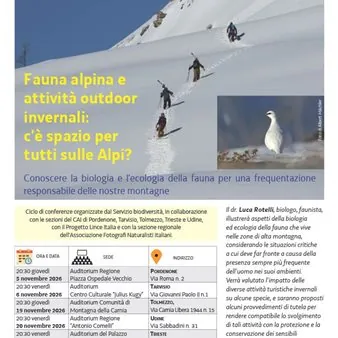 Fauna alpina e
attività outdoor
invernali:
c'è spazio per
tutti sulle Alpi?
Conoscere la biologia e l'ecologia della fauna per una frequentazione
responsabile delle nostre montagne
Ciclo di conferenze organizzate dal Servizio biodiversità, in collaborazione
con le sezioni del CAI di Pordenone, Tarvisio, Tolmezzo, Trieste e Udine,
con il Progetto Lince Italia e con la sezione regionale
dell'Associazione Fotografi Naturalisti Italiani.
ORA E DATA
SEDE
INDIRIZZO
20:30 giovedì
5 novembre 2026
Auditorium Regione
Piazza Ospedale Vecchio
PORDENONE
Via Roma n. 2
20:30 venerdì
6 novembre 2026
Auditorium
Centro Culturale "Julius Kugy"
TARVISIO
Via Giovanni Paolo II n.1
20:30 giovedì
19 novembre 2026
Auditorium Comunità di
Montagna della Carnia
TOLMEZZO,
Via Carnia Libera 1944 n. 15
20:30 venerdì
20 novembre 2026
Auditorium Regione
"Antonio Comelli"
UDINE
Via Sabbadini n. 31
20:30 venerdì
Auditorium del Palazzo
TRIESTE
Il dr. Luca Rotelli, biologo, faunista,
illustrerà aspetti della biologia
ed ecologia della fauna che vive
nelle zone di alta montagna,
considerando le situazioni critiche
a cui deve far fronte a causa della
presenza sempre più frequente
dell'uomo nei suoi ambienti.
Verrà valutato l'impatto delle
diverse attività turistiche invernali
su alcune specie, e saranno proposti
alcuni provvedimenti di tutela per
rendere compatibile lo svolgimento
di tali attività con la protezione e la
conservazione dei sensibili